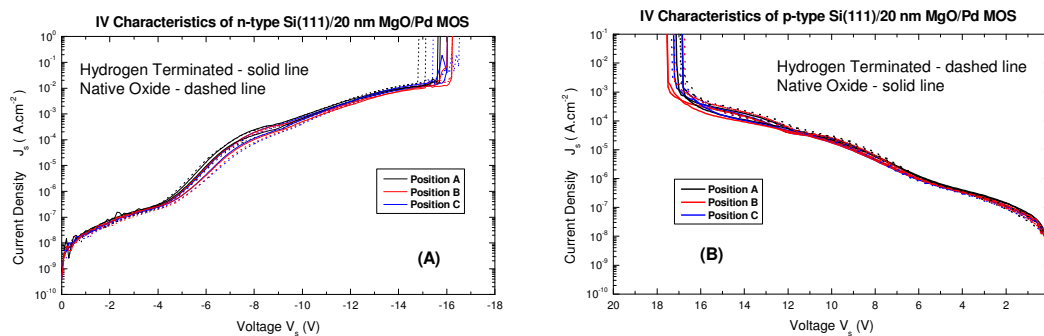 IV Characteristics of n-type Si(111)/20 nm MgO/Pd MOS
Current Density   J_s ( A.cm^-2 )
10^0
10^-1
10^-2
10^-3
10^-4
10^-5
10^-6
10^-7
10^-8
10^-9
10^-10
Hydrogen Terminated - solid line
Native Oxide - dashed line
Position A
Position B
Position C
(A)
0 -2 -4 -6 -8 -10 -12 -14 -16 -18
Voltage V_s (V)
IV Characteristics of p-type Si(111)/20 nm MgO/Pd MOS
Current Density   J_s ( A.cm^-2 )
10^-1
10^-2
10^-3
10^-4
10^-5
10^-6
10^-7
10^-8
10^-9
10^-10
Hydrogen Terminated - dashed line
Native Oxide - solid line
Position A
Position B
Position C
(B)
20 18 16 14 12 10 8 6 4 2
Voltage V_s (V)